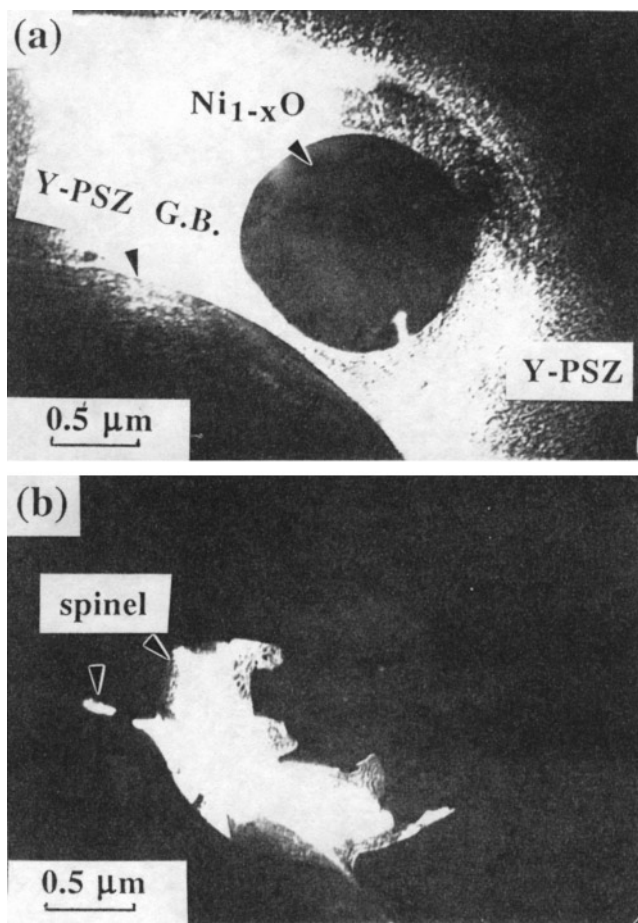 (a)
Ni1-xO
Y-PSZ G.B.
Y-PSZ
0.5 μm
(b)
spinel
0.5 μm